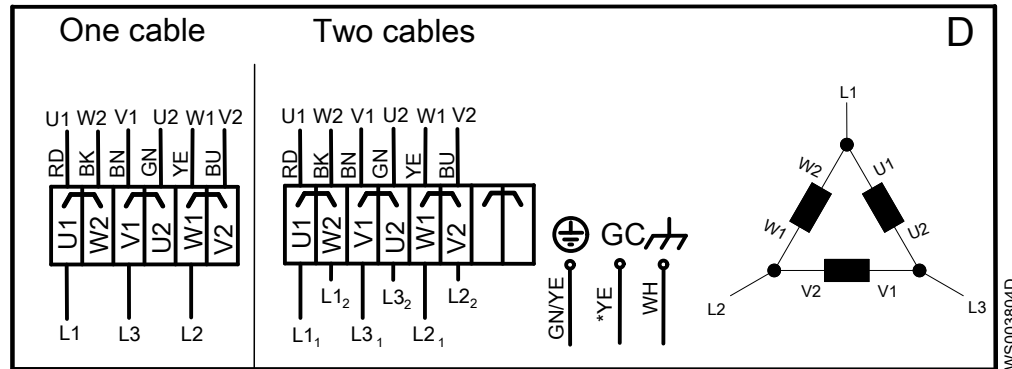 One cable
Two cables
D
U1 W2 V1 U2 W1 V2
RD BK BN GN YE BU
U1 W2 V1 U2 W1 V2
L1 L3 L2
U1 W2 V1 U2 W1 V2
RD BK BN GN YE BU
U1 W2 V1 U2 W1 V2
L1₂ L3₂ L2₂
L1₁ L3₁ L2₁
GC
GN/YE *YE WH
L1
W2 U1
W1 U2
V2 V1
L2 L3
WS003804D